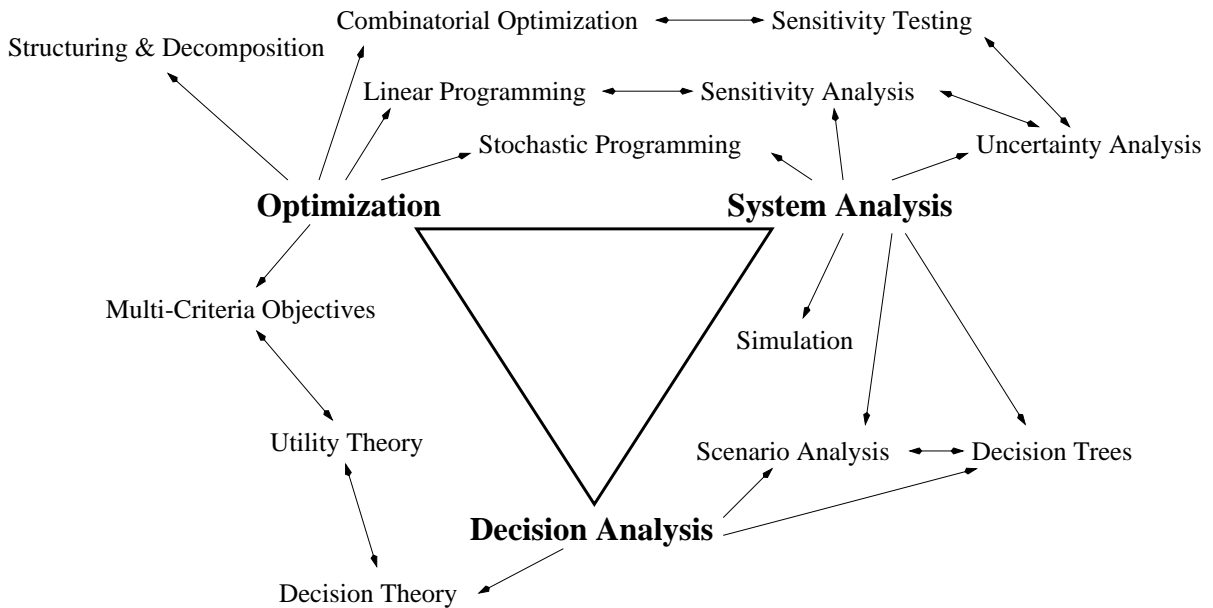 Combinatorial Optimization
Sensitivity Testing
Structuring & Decomposition
Linear Programming
Sensitivity Analysis
Stochastic Programming
Uncertainty Analysis
Optimization
System Analysis
Multi-Criteria Objectives
Simulation
Utility Theory
Scenario Analysis
Decision Trees
Decision Analysis
Decision Theory